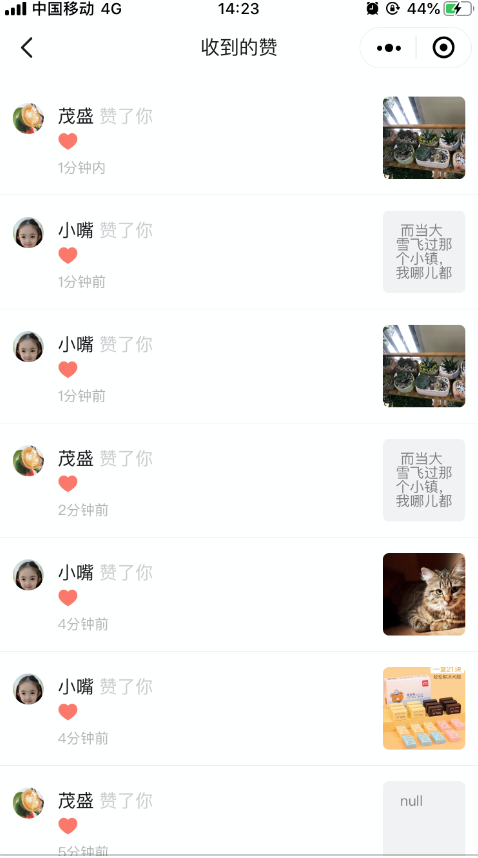 中国移动 4G
14:23
44%
收到的赞
茂盛 赞了你
1分钟内
小嘴 赞了你
1分钟前
而当大
雪飞过那
个小镇，
我哪儿都
小嘴 赞了你
1分钟前
茂盛 赞了你
2分钟前
而当大
雪飞过那
个小镇，
我哪儿都
小嘴 赞了你
4分钟前
小嘴 赞了你
4分钟前
一盒21块
茂盛 赞了你
5分钟前
null